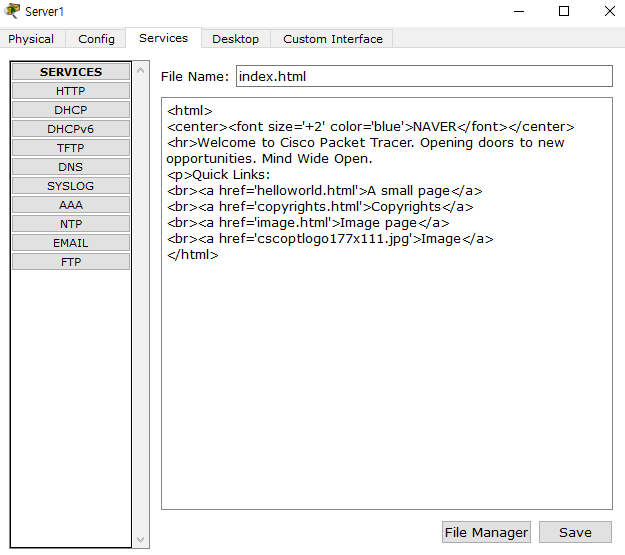 Server1
Physical Config Services Desktop Custom Interface
SERVICES
HTTP
DHCP
DHCPv6
TFTP
DNS
SYSLOG
AAA
NTP
EMAIL
FTP
File Name: index.html
<html>
<center><font size='+2' color='blue'>NAVER</font></center>
<hr>Welcome to Cisco Packet Tracer. Opening doors to new
opportunities. Mind Wide Open.
<p>Quick Links:
<br><a href='helloworld.html'>A small page</a>
<br><a href='copyrights.html'>Copyrights</a>
<br><a href='image.html'>Image page</a>
<br><a href='cscoptlogo177x111.jpg'>Image</a>
</html>
File Manager Save